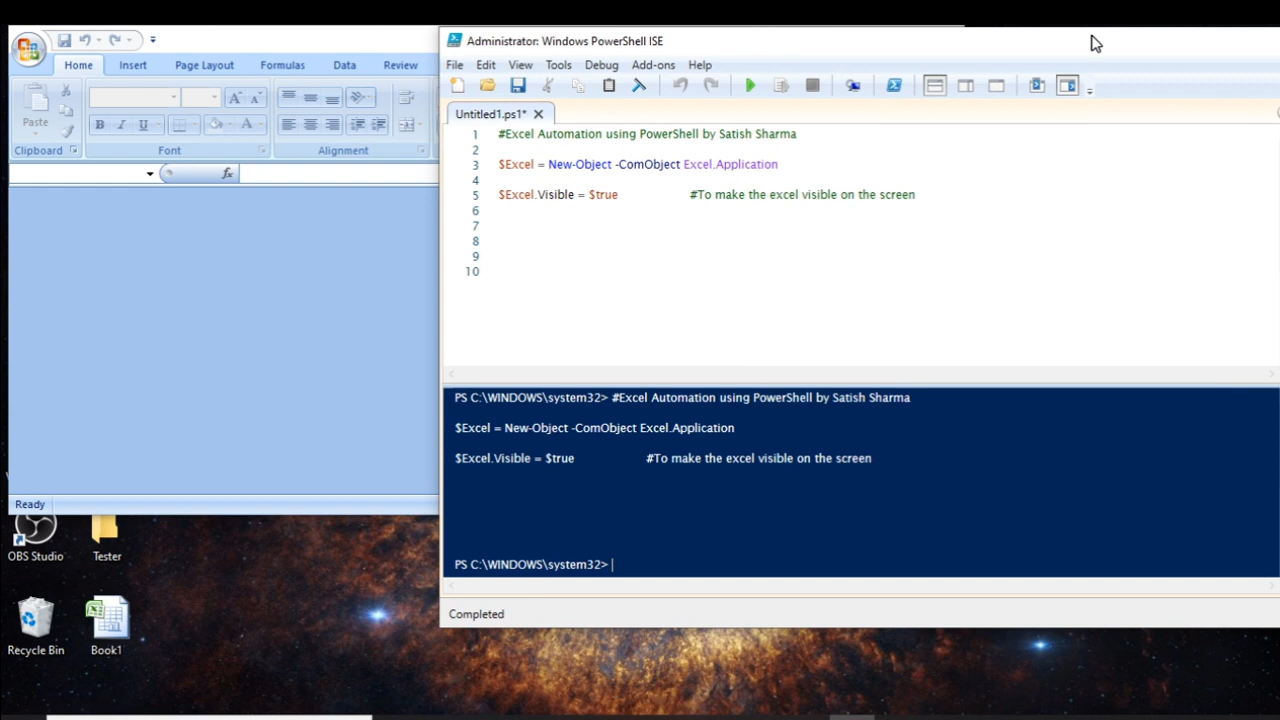 Home Insert Page Layout Formulas Data Review
Paste
Clipboard Font Alignment
Ready
Administrator: Windows PowerShell ISE
File Edit View Tools Debug Add-ons Help
Untitled1.ps1*
1 #Excel Automation using PowerShell by Satish Sharma
2
3 $Excel = New-Object -ComObject Excel.Application
4
5 $Excel.Visible = $true #To make the excel visible on the screen
6
7
8
9
10
PS C:\WINDOWS\system32> #Excel Automation using PowerShell by Satish Sharma
$Excel = New-Object -ComObject Excel.Application
$Excel.Visible = $true #To make the excel visible on the screen
PS C:\WINDOWS\system32>
Completed
OBS Studio Tester
Recycle Bin Book1